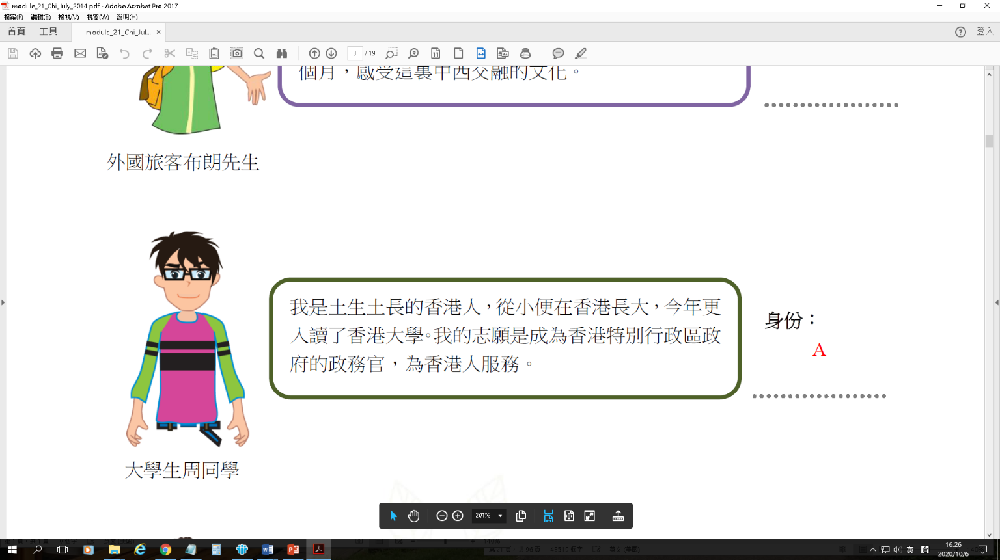 module_21_Chi_July_2014.pdf - Adobe Acrobat Pro 2017
檔案(F) 編輯(E) 檢視(V) 視窗(W) 說明(H)
首頁 工具 module_21_Chi_Jul... × 登入
3 / 19
個月，感受這裏中西交融的文化。
外國旅客布朗先生
我是土生土長的香港人，從小便在香港長大，今年更
入讀了香港大學。我的志願是成為香港特別行政區政
府的政務官，為香港人服務。
身份：
A
大學生周同學
201%
16:26
英 倉
2020/10/6